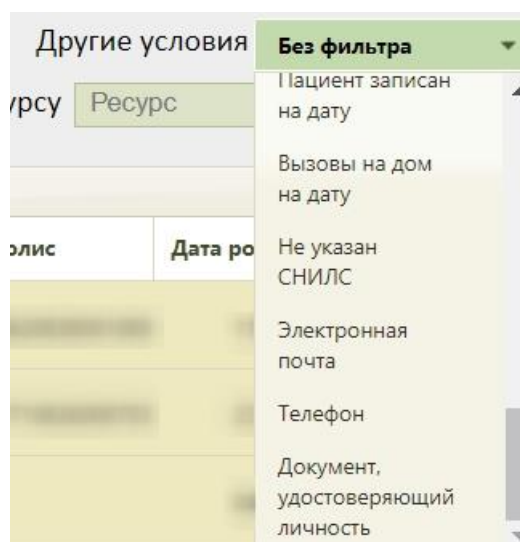 Другие условия Без фильтра
урсу Ресурс
Пациент записан
на дату
Вызовы на дом
на дату
олис Дата ро
Не указан
СНИЛС
Электронная
почта
Телефон
Документ,
удостоверяющий
личность